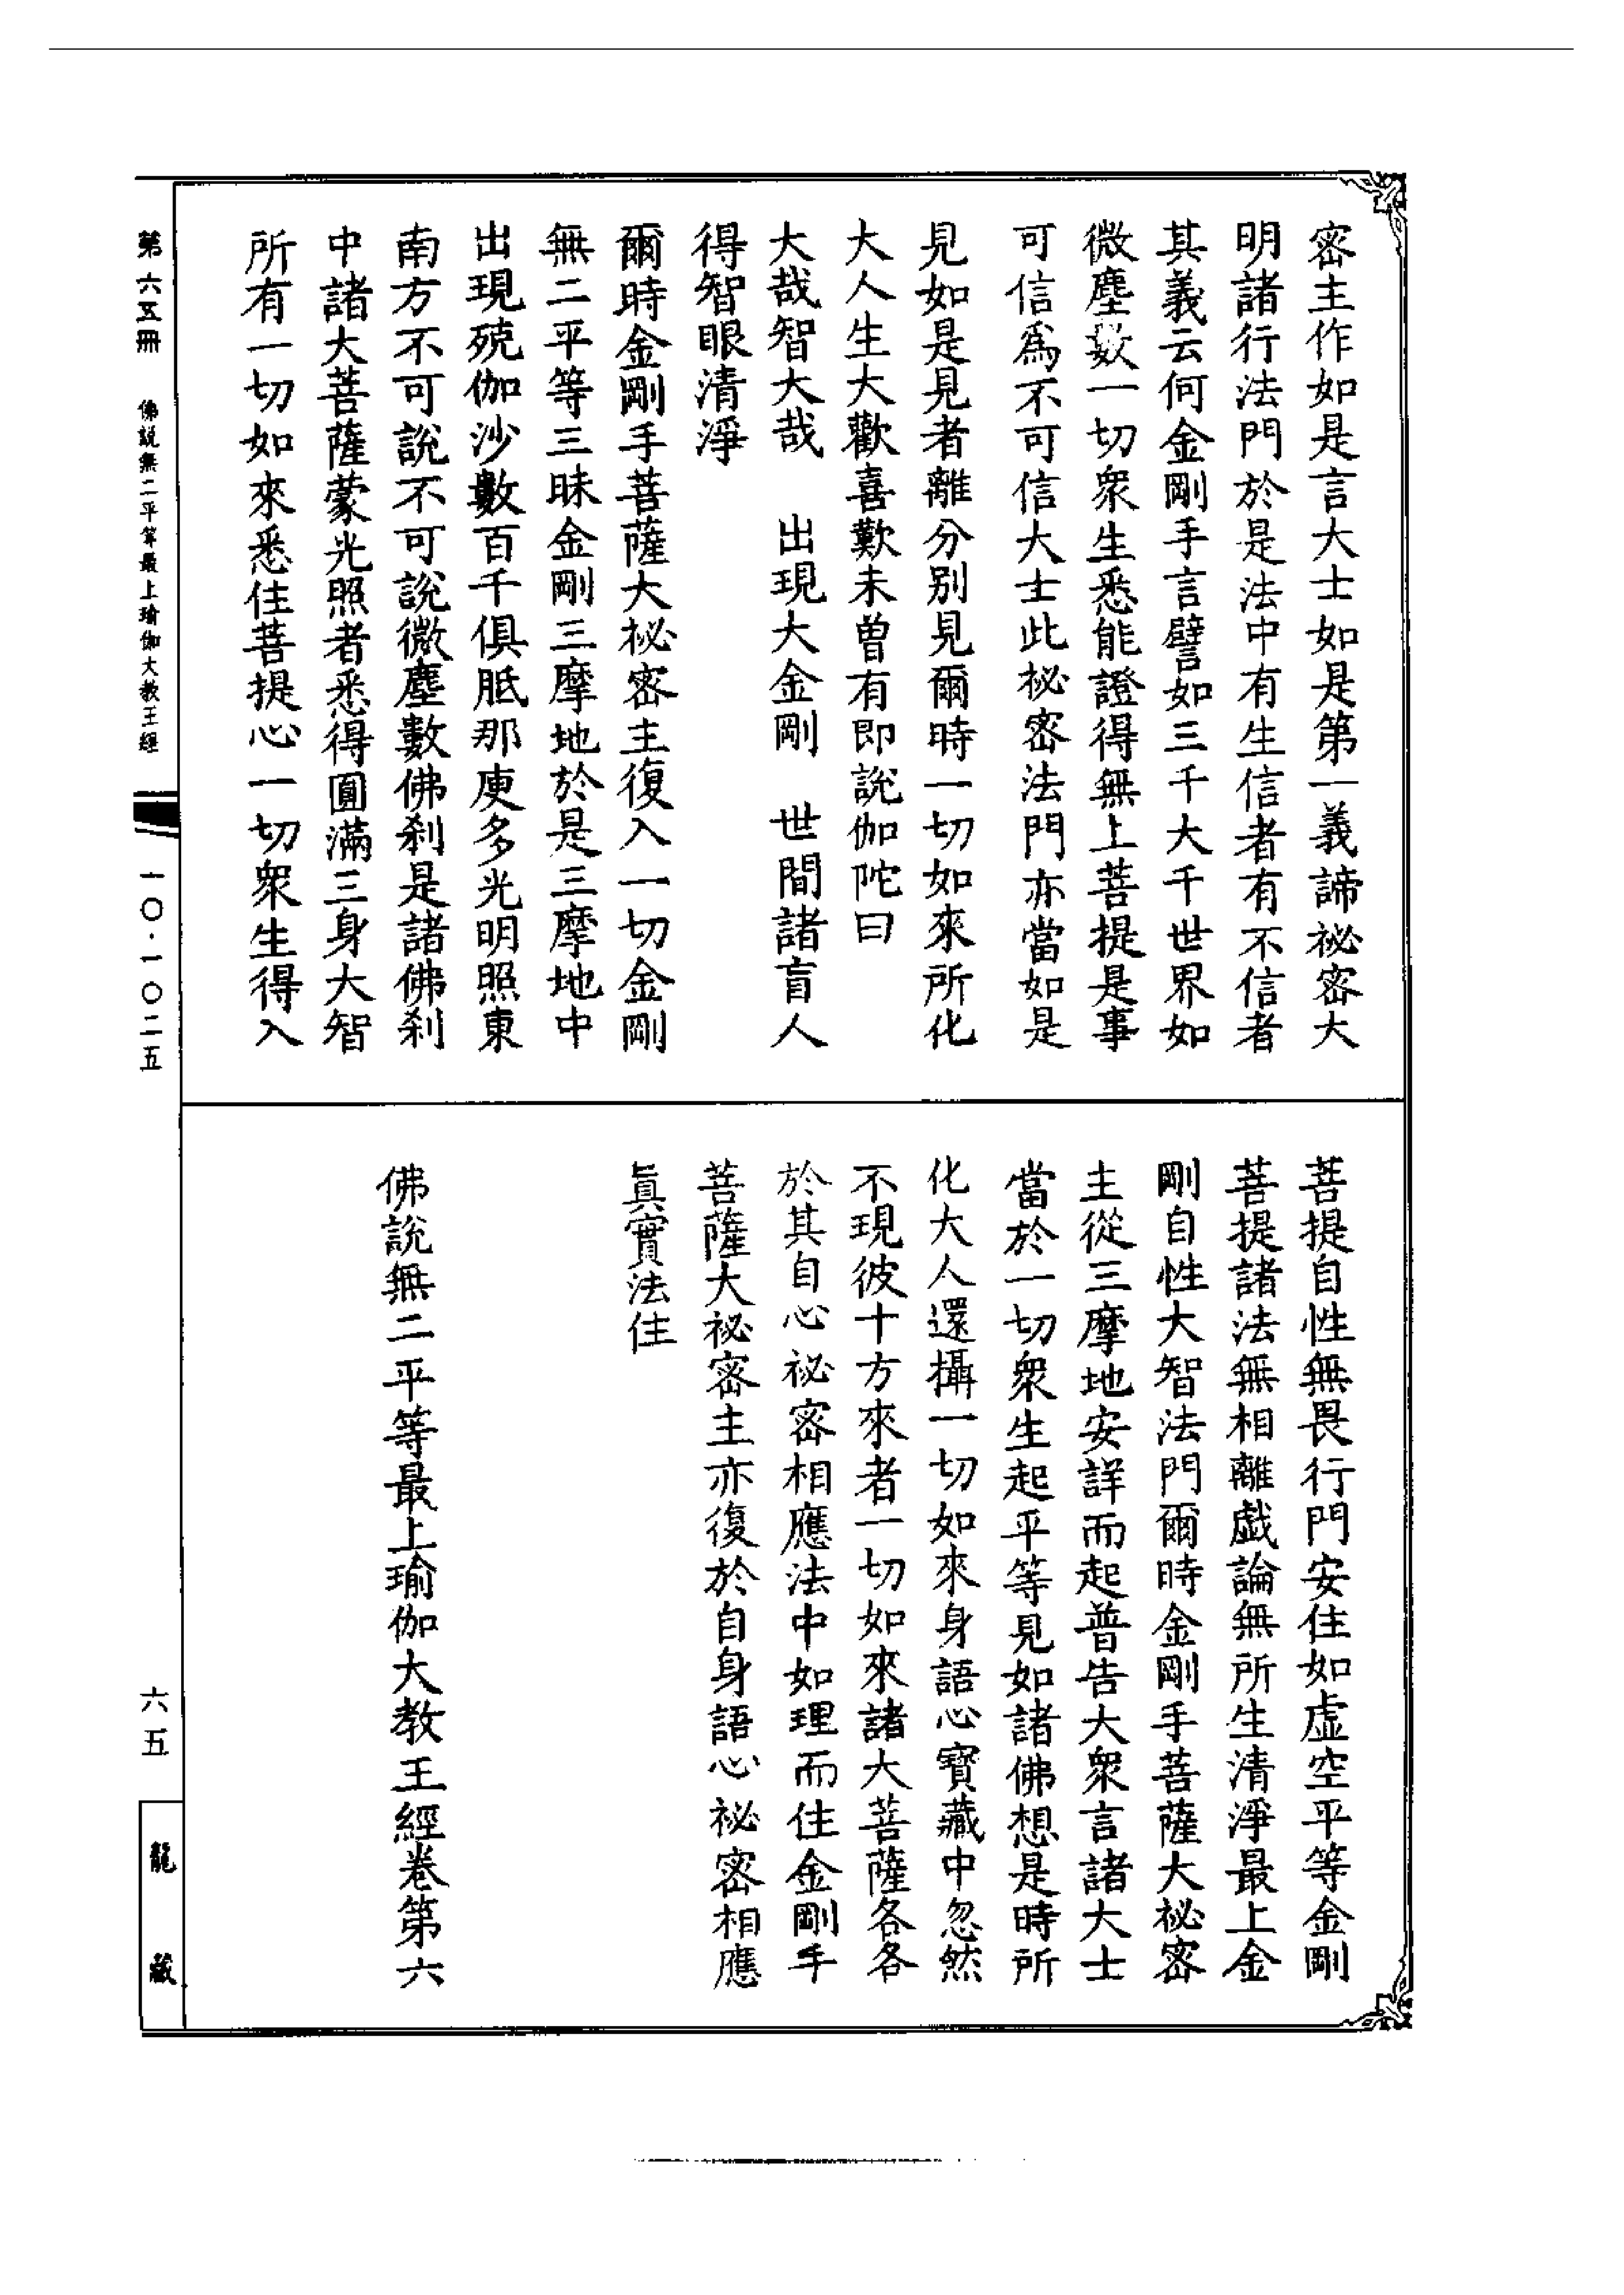 密主作如是言大士如是第一義諦祕密大
明諸行法門於是法中有生信者有不信者
其義云何金剛手言譬如三千大千世界如
微塵數一切衆生悉能證得無上菩提是事
可信爲不可信大士此祕密法門亦當如是
見如是見者離分别見爾時一切如來所化
大人生大歡喜歎未曾有即說伽陀曰
大哉智大哉　出現大金剛　世間諸盲人
得智眼清淨
爾時金剛手菩薩大祕密主復入一切金剛
無二平等三昧金剛三摩地於是三摩地中
出現殑伽沙數百千俱胝那庾多光明照東
南方不可說不可說微塵數佛刹是諸佛刹
中諸大菩薩蒙光照者悉得圓滿三身大智
所有一切如來悉住菩提心一切衆生得入
菩提自性無畏行門安住如虛空平等金剛
菩提諸法無相離戲論無所生清淨最上金
剛自性大智法門爾時金剛手菩薩大祕密
主從三摩地安詳而起普告大衆言諸大士
當於一切衆生起平等見如諸佛想是時所
化大人還攝一切如來身語心寶藏中忽然
不現彼十方來者一切如來諸大菩薩各各
於其自心祕密相應法中如理而住金剛手
菩薩大祕密主亦復於自身語心祕密相應
眞實法住
佛說無二平等最上瑜伽大教王經卷第六
第六五冊　佛說無二平等最上瑜伽大教王經
一〇・一〇二五
六五
龍藏